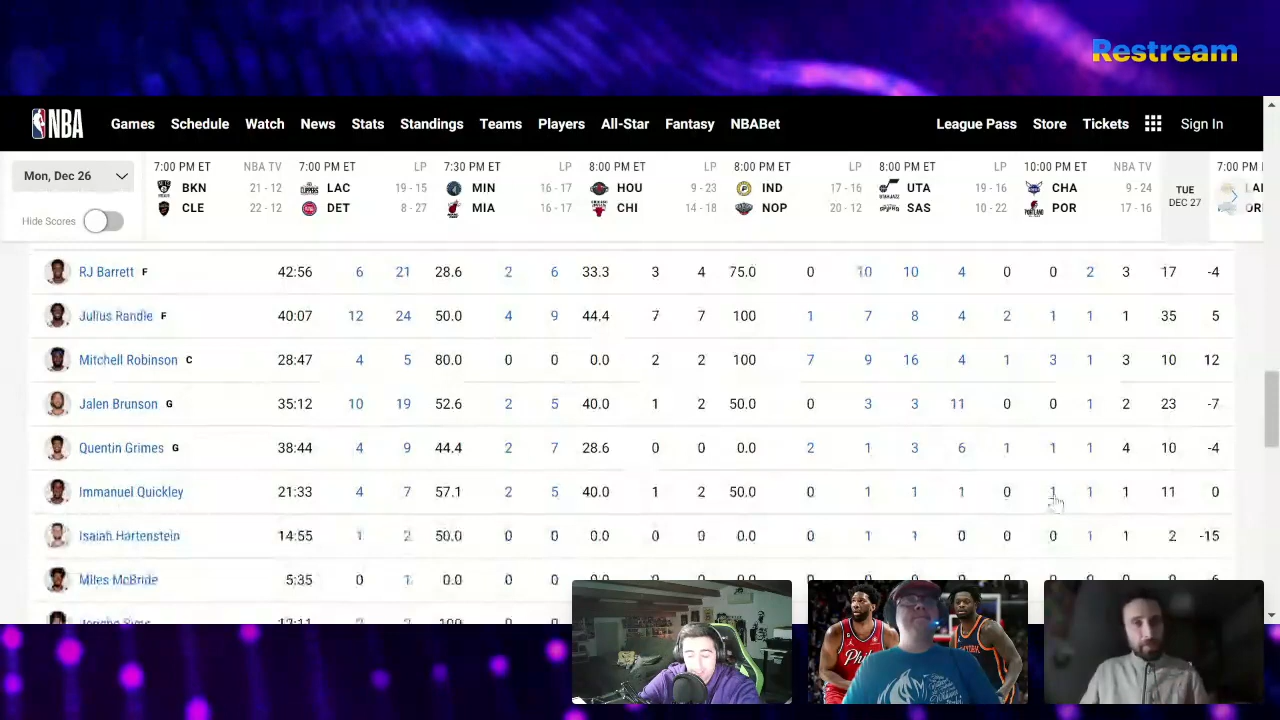 Restream
NBA Games Schedule Watch News Stats Standings Teams Players All-Star Fantasy NBABet League Pass Store Tickets Sign In
Mon, Dec 26
Hide Scores
7:00 PM ET NBA TV
BKN 21 - 12
CLE 22 - 12
7:00 PM ET LP
LAC 19 - 15
DET 8 - 27
7:30 PM ET LP
MIN 16 - 17
MIA 16 - 17
8:00 PM ET LP
HOU 9 - 23
CHI 14 - 18
8:00 PM ET LP
IND 17 - 16
NOP 20 - 12
8:00 PM ET LP
UTA 19 - 16
SAS 10 - 22
10:00 PM ET NBA TV
CHA 9 - 24
POR 17 - 16
TUE
DEC 27
7:00 PM
RJ Barrett F 42:56 6 21 28.6 2 6 33.3 3 4 75.0 0 10 10 4 0 0 2 3 17 -4
Julius Randle F 40:07 12 24 50.0 4 9 44.4 7 7 100 1 7 8 4 2 1 1 1 35 5
Mitchell Robinson C 28:47 4 5 80.0 0 0 0.0 2 2 100 7 9 16 4 1 3 1 3 10 12
Jalen Brunson G 35:12 10 19 52.6 2 5 40.0 1 2 50.0 0 3 3 11 0 0 1 2 23 -7
Quentin Grimes G 38:44 4 9 44.4 2 7 28.6 0 0 0.0 2 1 3 6 1 1 1 4 10 -4
Immanuel Quickley 21:33 4 7 57.1 2 5 40.0 1 2 50.0 0 1 1 1 0 1 1 1 11 0
Isaiah Hartenstein 14:55 1 2 50.0 0 0 0.0 0 0 0.0 0 1 1 0 0 0 1 1 2 -15
Miles McBride 5:35 0 1 0.0 0 0 0.0
Phil